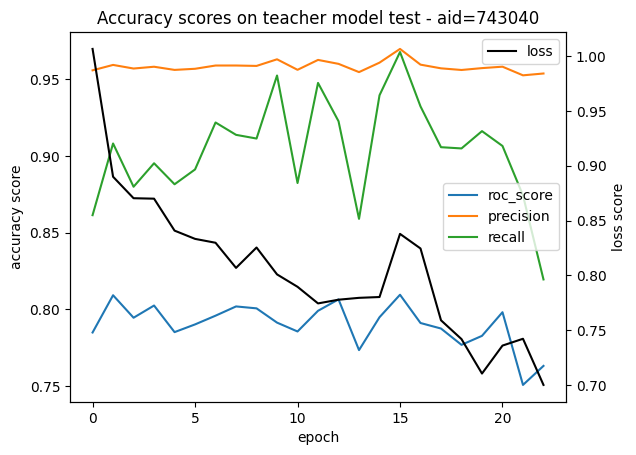 Accuracy scores on teacher model test - aid=743040
loss
roc_score
precision
recall
accuracy score
0.95
0.90
0.85
0.80
0.75
loss score
1.00
0.95
0.90
0.85
0.80
0.75
0.70
0
5
10
15
20
epoch